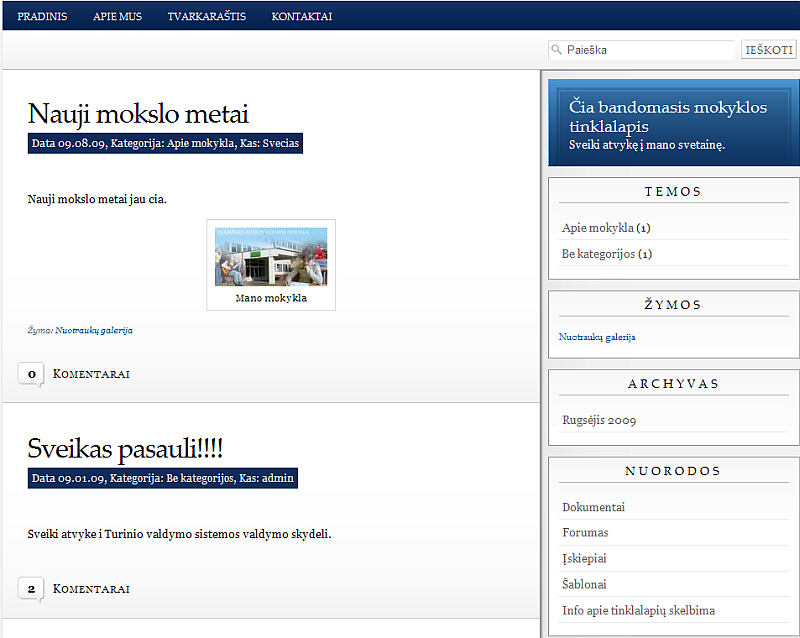 PRADINIS APIE MUS TVARKARAŠTIS KONTAKTAI
Paieška IEŠKOTI
Nauji mokslo metai
Data 09.08.09, Kategorija: Apie mokykla, Kas: Svecias
Nauji mokslo metai jau cia.
Mano mokykla
Žyma: Nuotraukų galerija
0 KOMENTARAI
Sveikas pasauli!!!!
Data 09.01.09, Kategorija: Be kategorijos, Kas: admin
Sveiki atvyke i Turinio valdymo sistemos valdymo skydeli.
2 KOMENTARAI
Čia bandomasis mokyklos
tinklalapis
Sveiki atvykę į mano svetainę.
TEMOS
Apie mokykla (1)
Be kategorijos (1)
ŽYMOS
Nuotraukų galerija
ARCHYVAS
Rugsėjis 2009
NUORODOS
Dokumentai
Forumas
Įskiepiai
Šablonai
Info apie tinklalapių skelbima